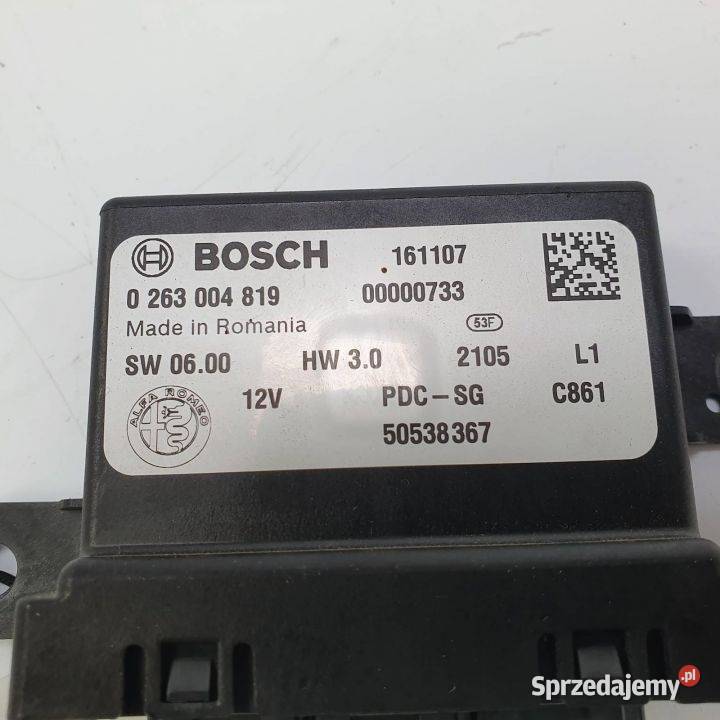 BOSCH 161107
0 263 004 819 00000733
Made in Romania 53F
SW 06.00 HW 3.0 2105 L1
ALFA ROMEO
12V PDC-SG C861
50538367
Sprzedajemy.pl